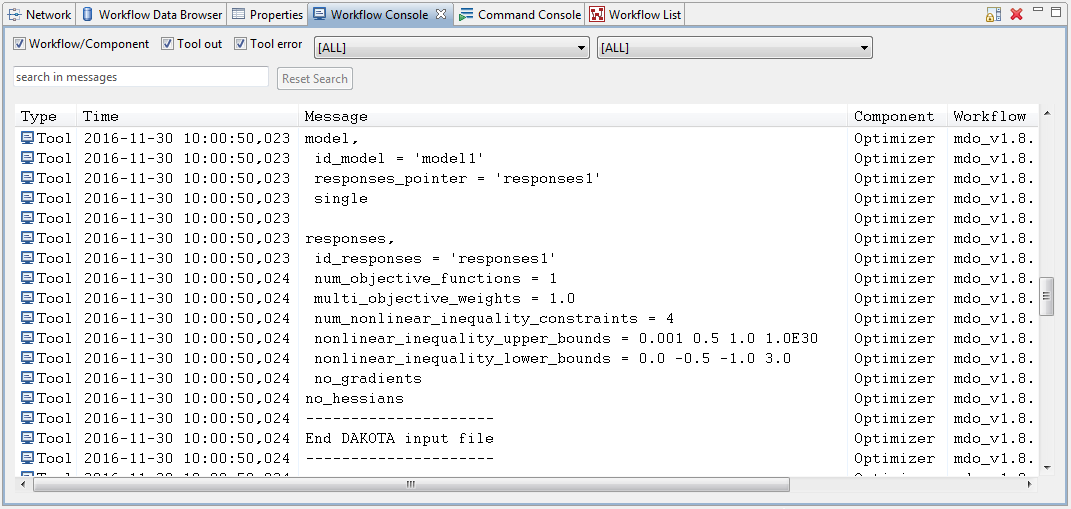 Network Workflow Data Browser Properties Workflow Console Command Console Workflow List
Workflow/Component Tool out Tool error [ALL] [ALL]
search in messages Reset Search
Type Time Message Component Workflow
Tool 2016-11-30 10:00:50,023 model, Optimizer mdo_v1.8.
Tool 2016-11-30 10:00:50,023 id_model = 'model1' Optimizer mdo_v1.8.
Tool 2016-11-30 10:00:50,023 responses_pointer = 'responses1' Optimizer mdo_v1.8.
Tool 2016-11-30 10:00:50,023 single Optimizer mdo_v1.8.
Tool 2016-11-30 10:00:50,023 Optimizer mdo_v1.8.
Tool 2016-11-30 10:00:50,023 responses, Optimizer mdo_v1.8.
Tool 2016-11-30 10:00:50,023 id_responses = 'responses1' Optimizer mdo_v1.8.
Tool 2016-11-30 10:00:50,024 num_objective_functions = 1 Optimizer mdo_v1.8.
Tool 2016-11-30 10:00:50,024 multi_objective_weights = 1.0 Optimizer mdo_v1.8.
Tool 2016-11-30 10:00:50,024 num_nonlinear_inequality_constraints = 4 Optimizer mdo_v1.8.
Tool 2016-11-30 10:00:50,024 nonlinear_inequality_upper_bounds = 0.001 0.5 1.0 1.0E30 Optimizer mdo_v1.8.
Tool 2016-11-30 10:00:50,024 nonlinear_inequality_lower_bounds = 0.0 -0.5 -1.0 3.0 Optimizer mdo_v1.8.
Tool 2016-11-30 10:00:50,024 no_gradients Optimizer mdo_v1.8.
Tool 2016-11-30 10:00:50,024 no_hessians Optimizer mdo_v1.8.
Tool 2016-11-30 10:00:50,024 --------------------- Optimizer mdo_v1.8.
Tool 2016-11-30 10:00:50,024 End DAKOTA input file Optimizer mdo_v1.8.
Tool 2016-11-30 10:00:50,024 --------------------- Optimizer mdo_v1.8.